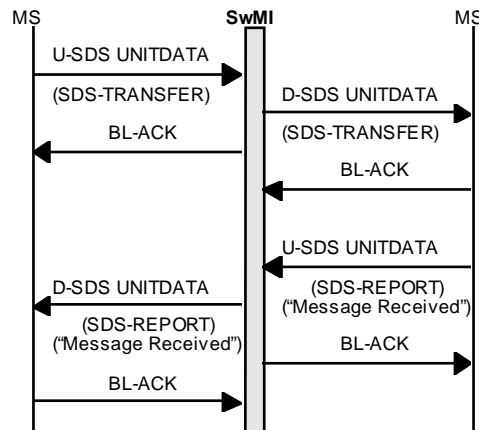 MS
SwMI
MS
U-SDS UNITDATA
(SDS-TRANSFER)
D-SDS UNITDATA
(SDS-TRANSFER)
BL-ACK
BL-ACK
U-SDS UNITDATA
(SDS-REPORT)
(“Message Received”)
D-SDS UNITDATA
(SDS-REPORT)
(“Message Received”)
BL-ACK
BL-ACK